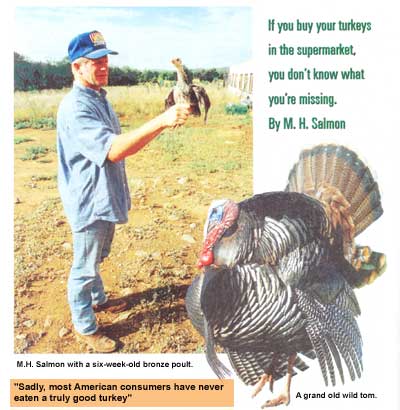 If you buy your turkeys
in the supermarket,
you don't know what
you're missing.
By M. H. Salmon
M.H. Salmon with a six-week-old bronze poult.
"Sadly, most American consumers have never
eaten a truly good turkey"
A grand old wild tom.